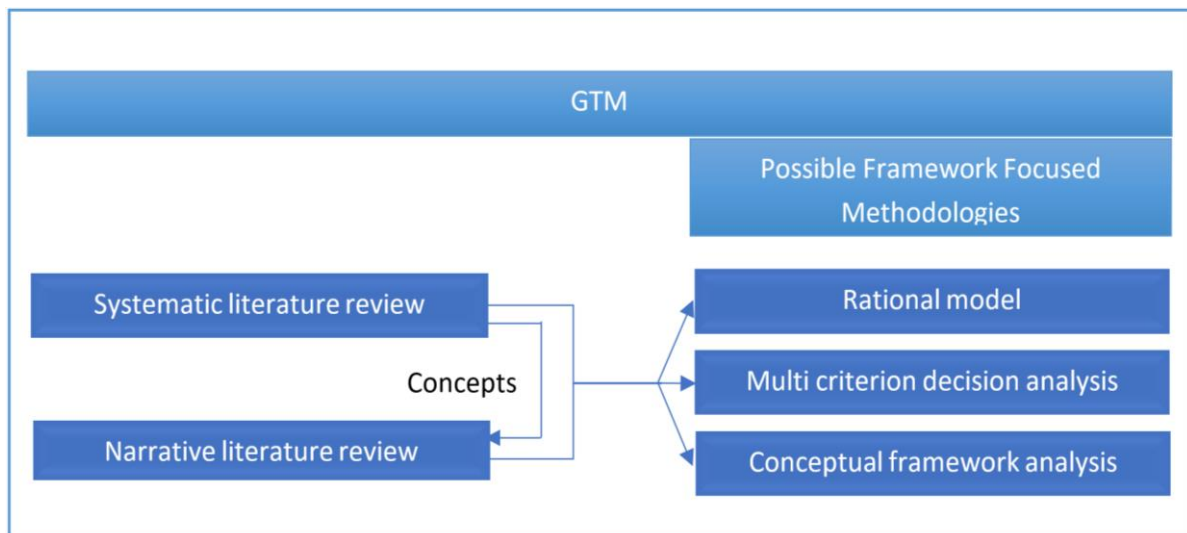 GTM
Possible Framework Focused
Methodologies
Systematic literature review
Rational model
Concepts
Multi criterion decision analysis
Narrative literature review
Conceptual framework analysis